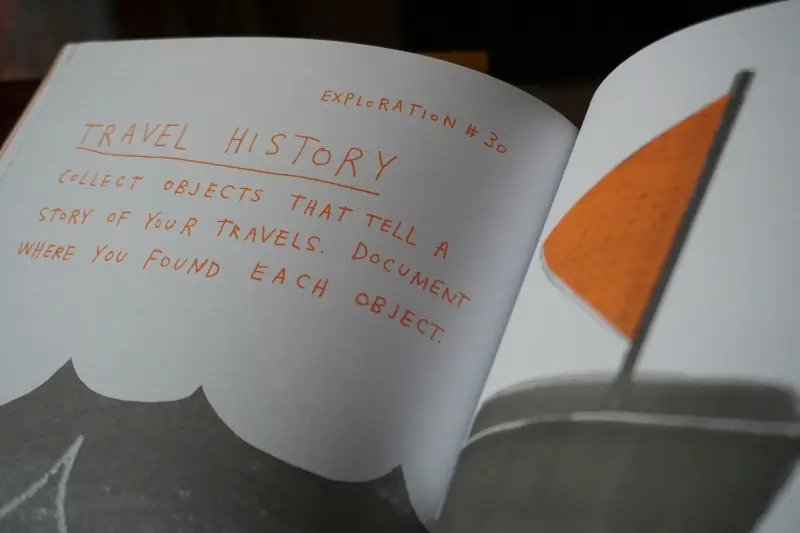 EXPLORATION #30
TRAVEL HISTORY
COLLECT OBJECTS THAT TELL A
STORY OF YOUR TRAVELS. DOCUMENT
WHERE YOU FOUND EACH OBJECT.